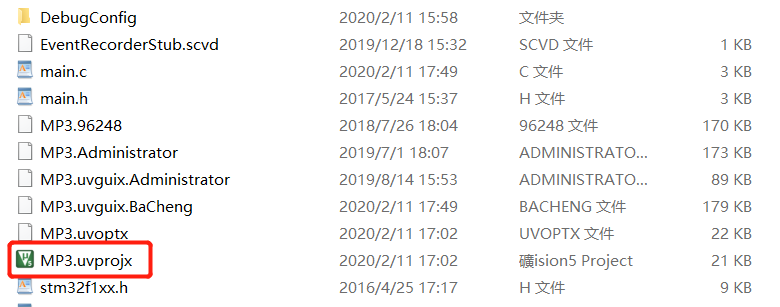 DebugConfig 2020/2/11 15:58 文件夹
EventRecorderStub.scvd 2019/12/18 15:32 SCVD 文件 1 KB
main.c 2020/2/11 17:49 C 文件 3 KB
main.h 2017/5/24 15:37 H 文件 3 KB
MP3.96248 2018/7/26 18:04 96248 文件 170 KB
MP3.Administrator 2019/7/1 18:07 ADMINISTRATO... 173 KB
MP3.uvguix.Administrator 2019/8/14 15:53 ADMINISTRATO... 89 KB
MP3.uvguix.BaCheng 2020/2/11 17:02 BACHENG 文件 179 KB
MP3.uvoptx 2020/2/11 17:02 UVOPTX 文件 22 KB
MP3.uvprojx 2020/2/11 17:02 礦ision5 Project 21 KB
stm32f1xx.h 2016/4/25 17:17 H 文件 9 KB